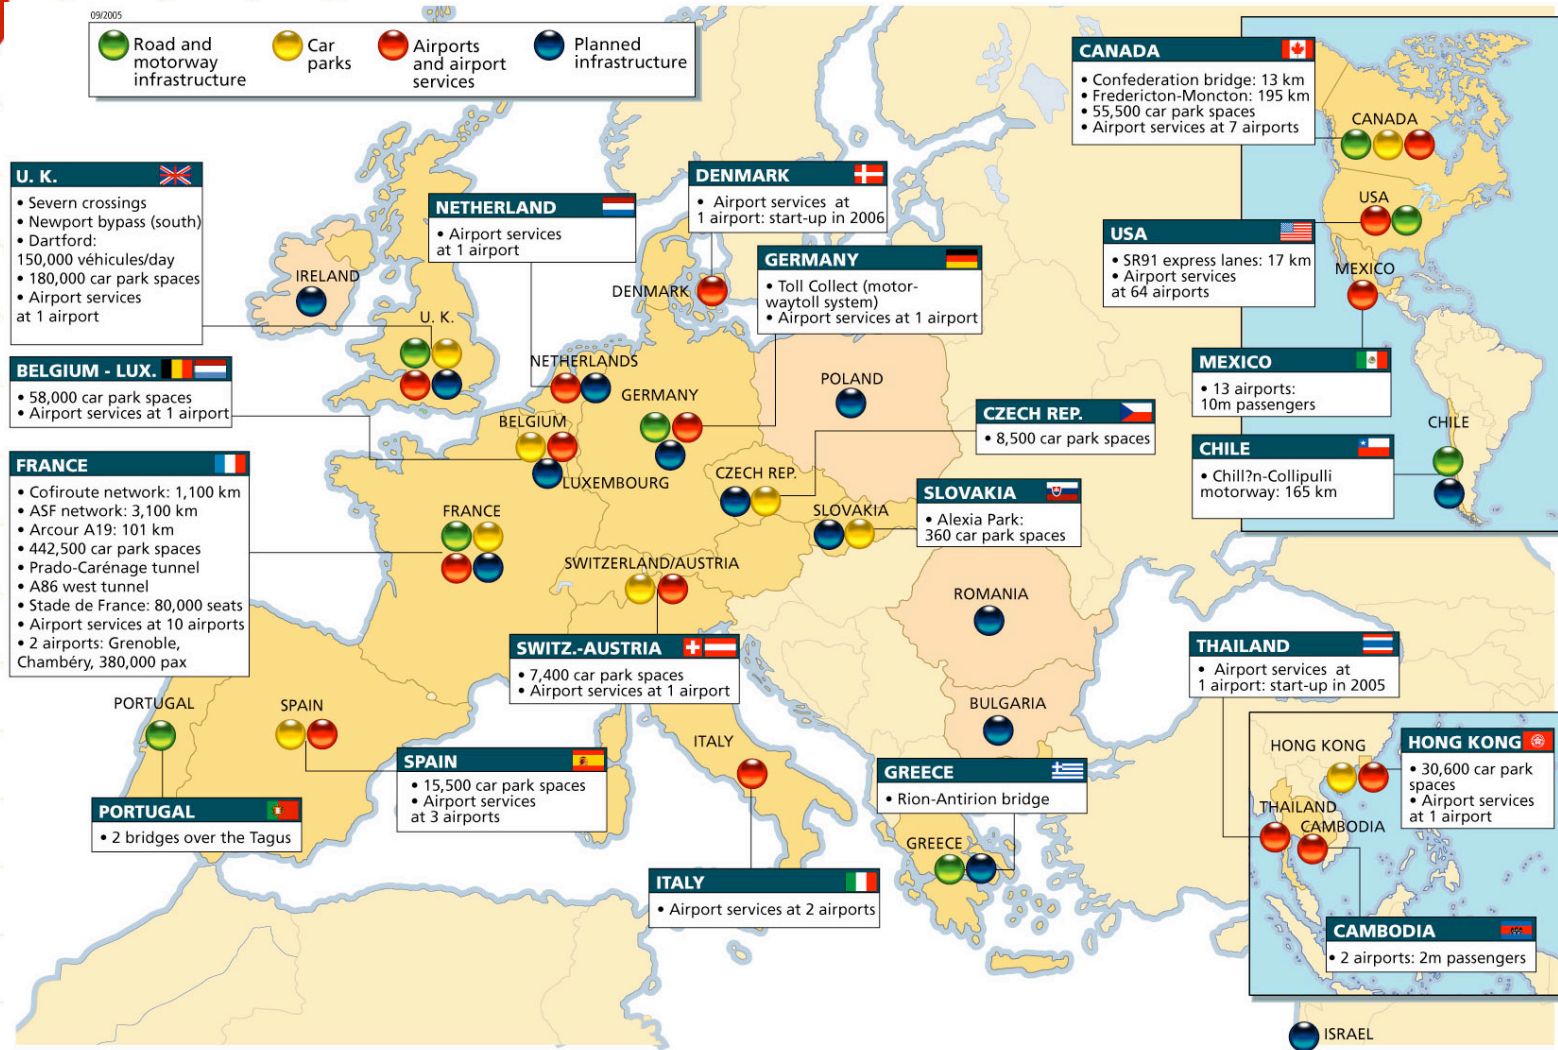 09/2005
Road and
motorway
infrastructure
Car
parks
Airports
and airport
services
Planned
infrastructure
CANADA
• Confederation bridge: 13 km
• Fredericton-Moncton: 195 km
• 55,500 car park spaces
• Airport services at 7 airports
CANADA
USA
USA
• SR91 express lanes: 17 km
• Airport services
at 64 airports
MEXICO
MEXICO
• 13 airports:
10m passengers
CHILE
CHILE
• Chill?n-Collipulli
motorway: 165 km
U. K.
• Severn crossings
• Newport bypass (south)
• Dartford:
150,000 véhicules/day
• 180,000 car park spaces
• Airport services
at 1 airport
IRELAND
U. K.
NETHERLAND
• Airport services
at 1 airport
DENMARK
• Airport services at
1 airport: start-up in 2006
DENMARK
GERMANY
• Toll Collect (motor-
waytoll system)
• Airport services at 1 airport
BELGIUM - LUX.
• 58,000 car park spaces
• Airport services at 1 airport
NETHERLANDS
GERMANY
BELGIUM
LUXEMBOURG
POLAND
CZECH REP.
• 8,500 car park spaces
CZECH REP.
SLOVAKIA
• Alexia Park:
360 car park spaces
SLOVAKIA
FRANCE
• Cofiroute network: 1,100 km
• ASF network: 3,100 km
• Arcour A19: 101 km
• 442,500 car park spaces
• Prado-Carénage tunnel
• A86 west tunnel
• Stade de France: 80,000 seats
• Airport services at 10 airports
• 2 airports: Grenoble,
Chambéry, 380,000 pax
FRANCE
SWITZERLAND/AUSTRIA
SWITZ.-AUSTRIA
• 7,400 car park spaces
• Airport services at 1 airport
ROMANIA
BULGARIA
PORTUGAL
SPAIN
ITALY
SPAIN
• 15,500 car park spaces
• Airport services
at 3 airports
PORTUGAL
• 2 bridges over the Tagus
GREECE
• Rion-Antirion bridge
GREECE
ITALY
• Airport services at 2 airports
THAILAND
• Airport services at
1 airport: start-up in 2005
HONG KONG
HONG KONG
• 30,600 car park
spaces
• Airport services
at 1 airport
THAILAND
CAMBODIA
CAMBODIA
• 2 airports: 2m passengers
ISRAEL